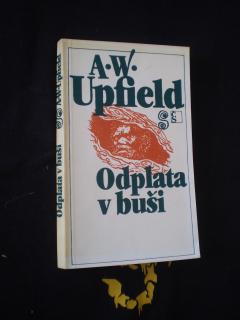 A·W·
Upfield
Odplata
v buši
Odplata v buši
A·W·Upfield